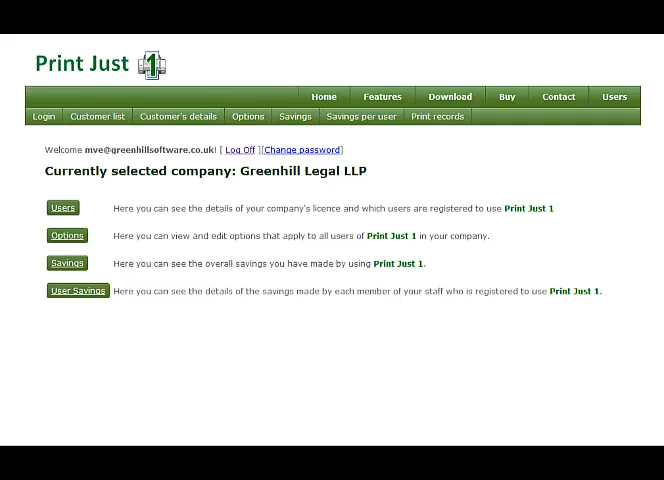 Print Just 1
Home Features Download Buy Contact Users
Login Customer list Customer's details Options Savings Savings per user Print records
Welcome mve@greenhillsoftware.co.uk! [ Log Off ][Change password]
Currently selected company: Greenhill Legal LLP
Users Here you can see the details of your company's licence and which users are registered to use Print Just 1
Options Here you can view and edit options that apply to all users of Print Just 1 in your company.
Savings Here you can see the overall savings you have made by using Print Just 1.
User Savings Here you can see the details of the savings made by each member of your staff who is registered to use Print Just 1.